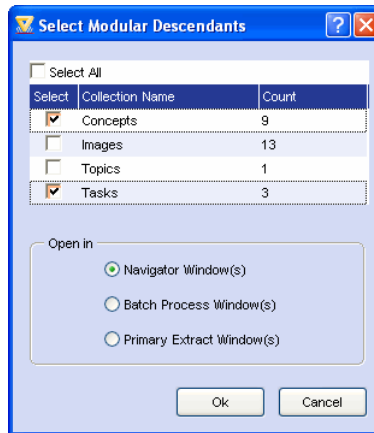 Select Modular Descendants
Select All
Select Collection Name Count
Concepts 9
Images 13
Topics 1
Tasks 3
Open in
Navigator Window(s)
Batch Process Window(s)
Primary Extract Window(s)
Ok Cancel